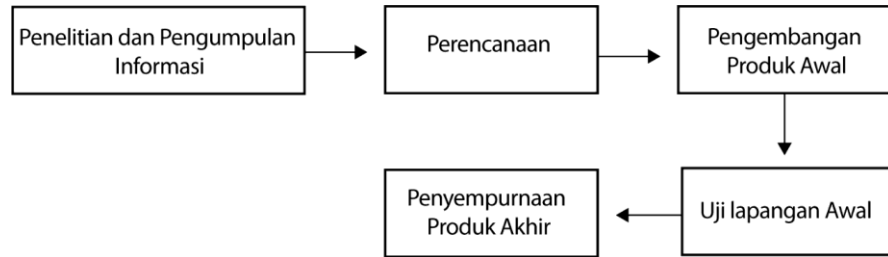 Penelitian dan Pengumpulan
Informasi
Perencanaan
Pengembangan
Produk Awal
Uji lapangan Awal
Penyempurnaan
Produk Akhir